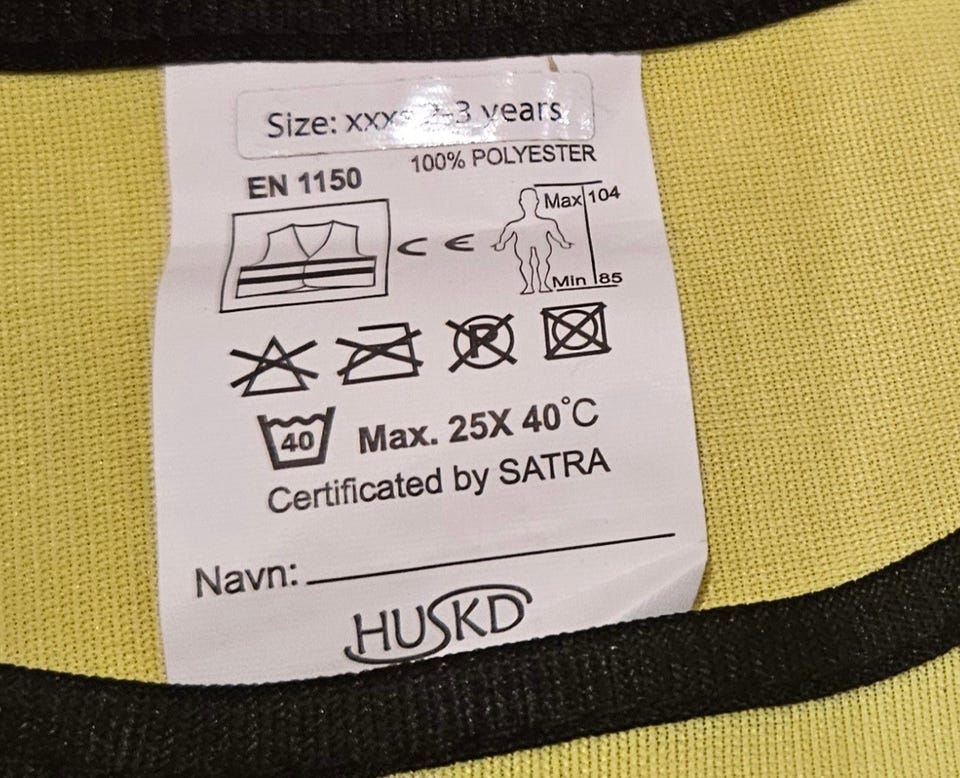 Size: xxxs 2-3 years
100% POLYESTER
EN 1150
CE
Max 104
Min 85
P
40
Max. 25X 40°C
Certificated by SATRA
Navn:
HUSKD